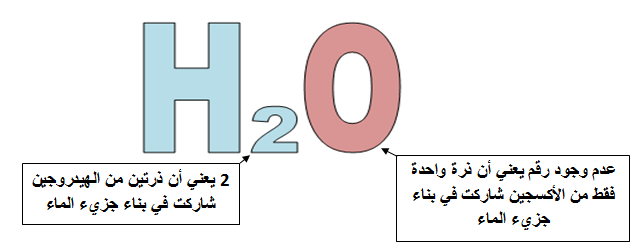 H2O
2 يعني أن ذرتين من الهيدروجين
شاركت في بناء جزيء الماء
عدم وجود رقم يعني أن ذرة واحدة
فقط من الأكسجين شاركت في بناء
جزيء الماء